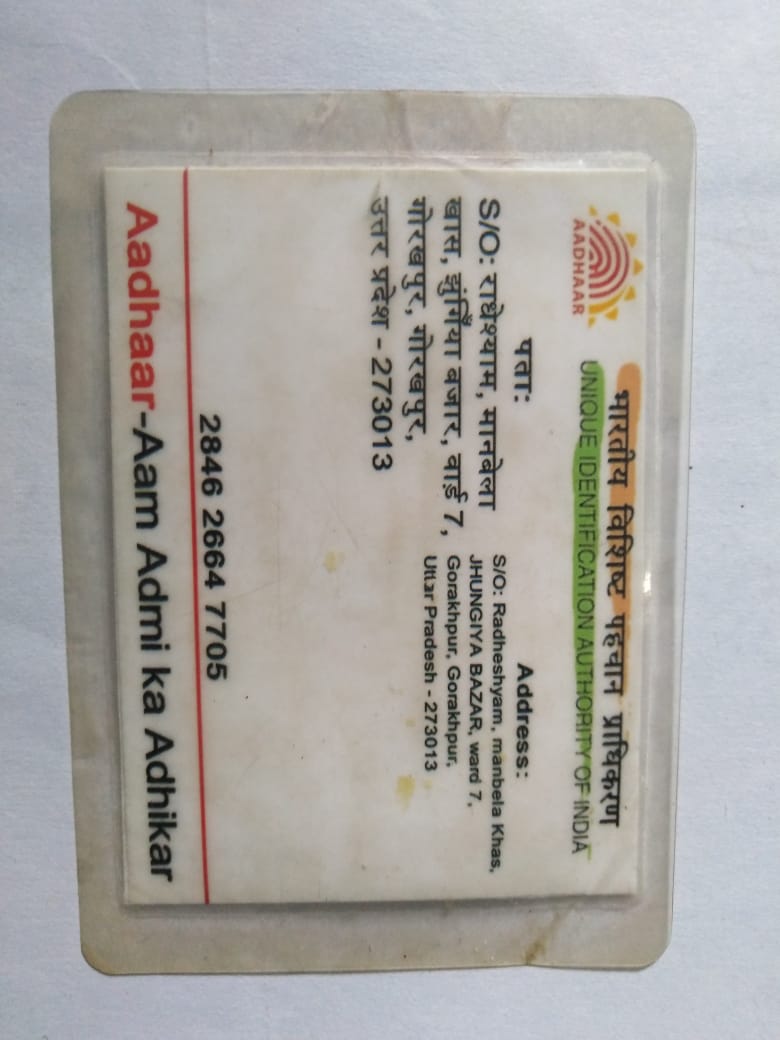 भारतीय विशिष्ट पहचान प्राधिकरण
UNIQUE IDENTIFICATION AUTHORITY OF INDIA
AADHAAR
पता:
S/O: राधेश्याम, मानबेला
खास, झुंगिँया बजार, वार्ड 7,
गोरखपुर, गोरखपुर,
उत्तर प्रदेश - 273013
Address:
S/O: Radheshyam, manbela Khas,
JHUNGIYA BAZAR, ward 7,
Gorakhpur, Gorakhpur,
Uttar Pradesh - 273013
2846 2664 7705
Aadhaar-Aam Admi ka Adhikar